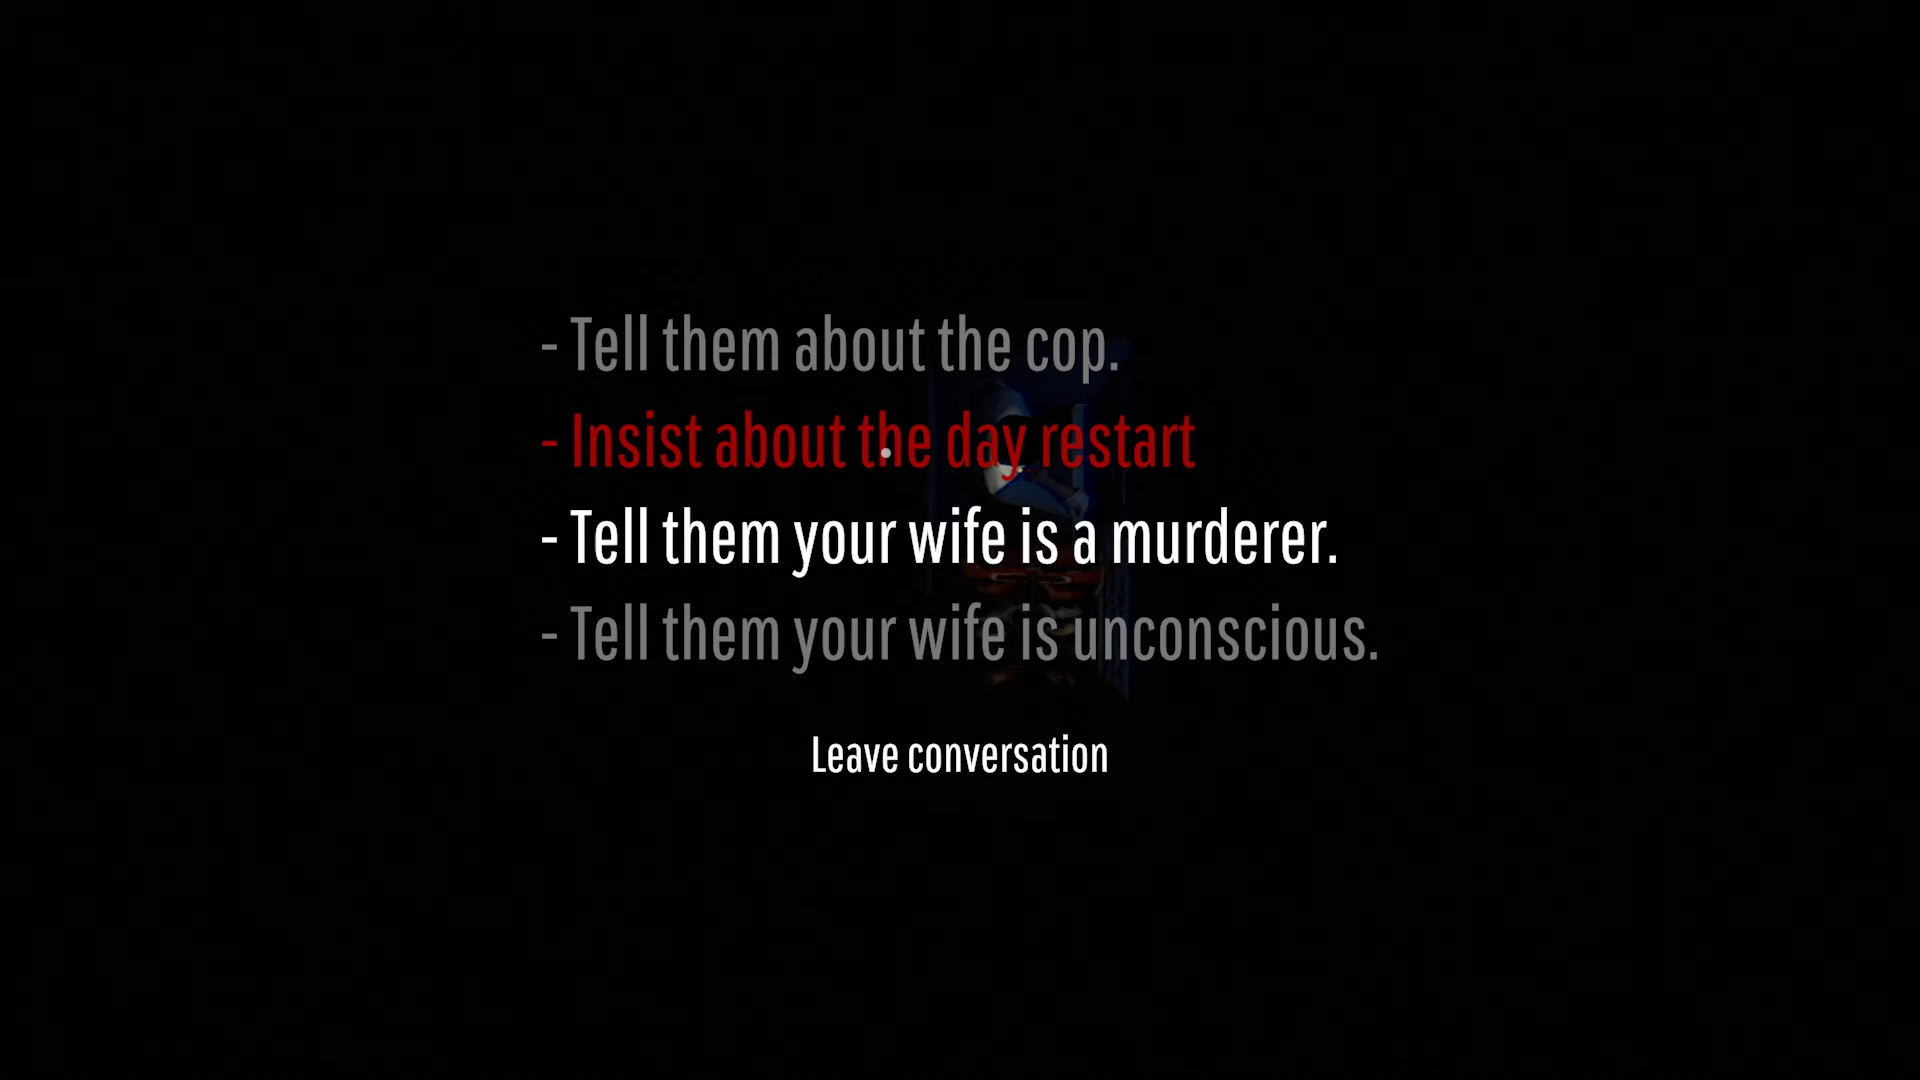 - Tell them about the cop.
- Insist about the day restart
- Tell them your wife is a murderer.
- Tell them your wife is unconscious.
Leave conversation